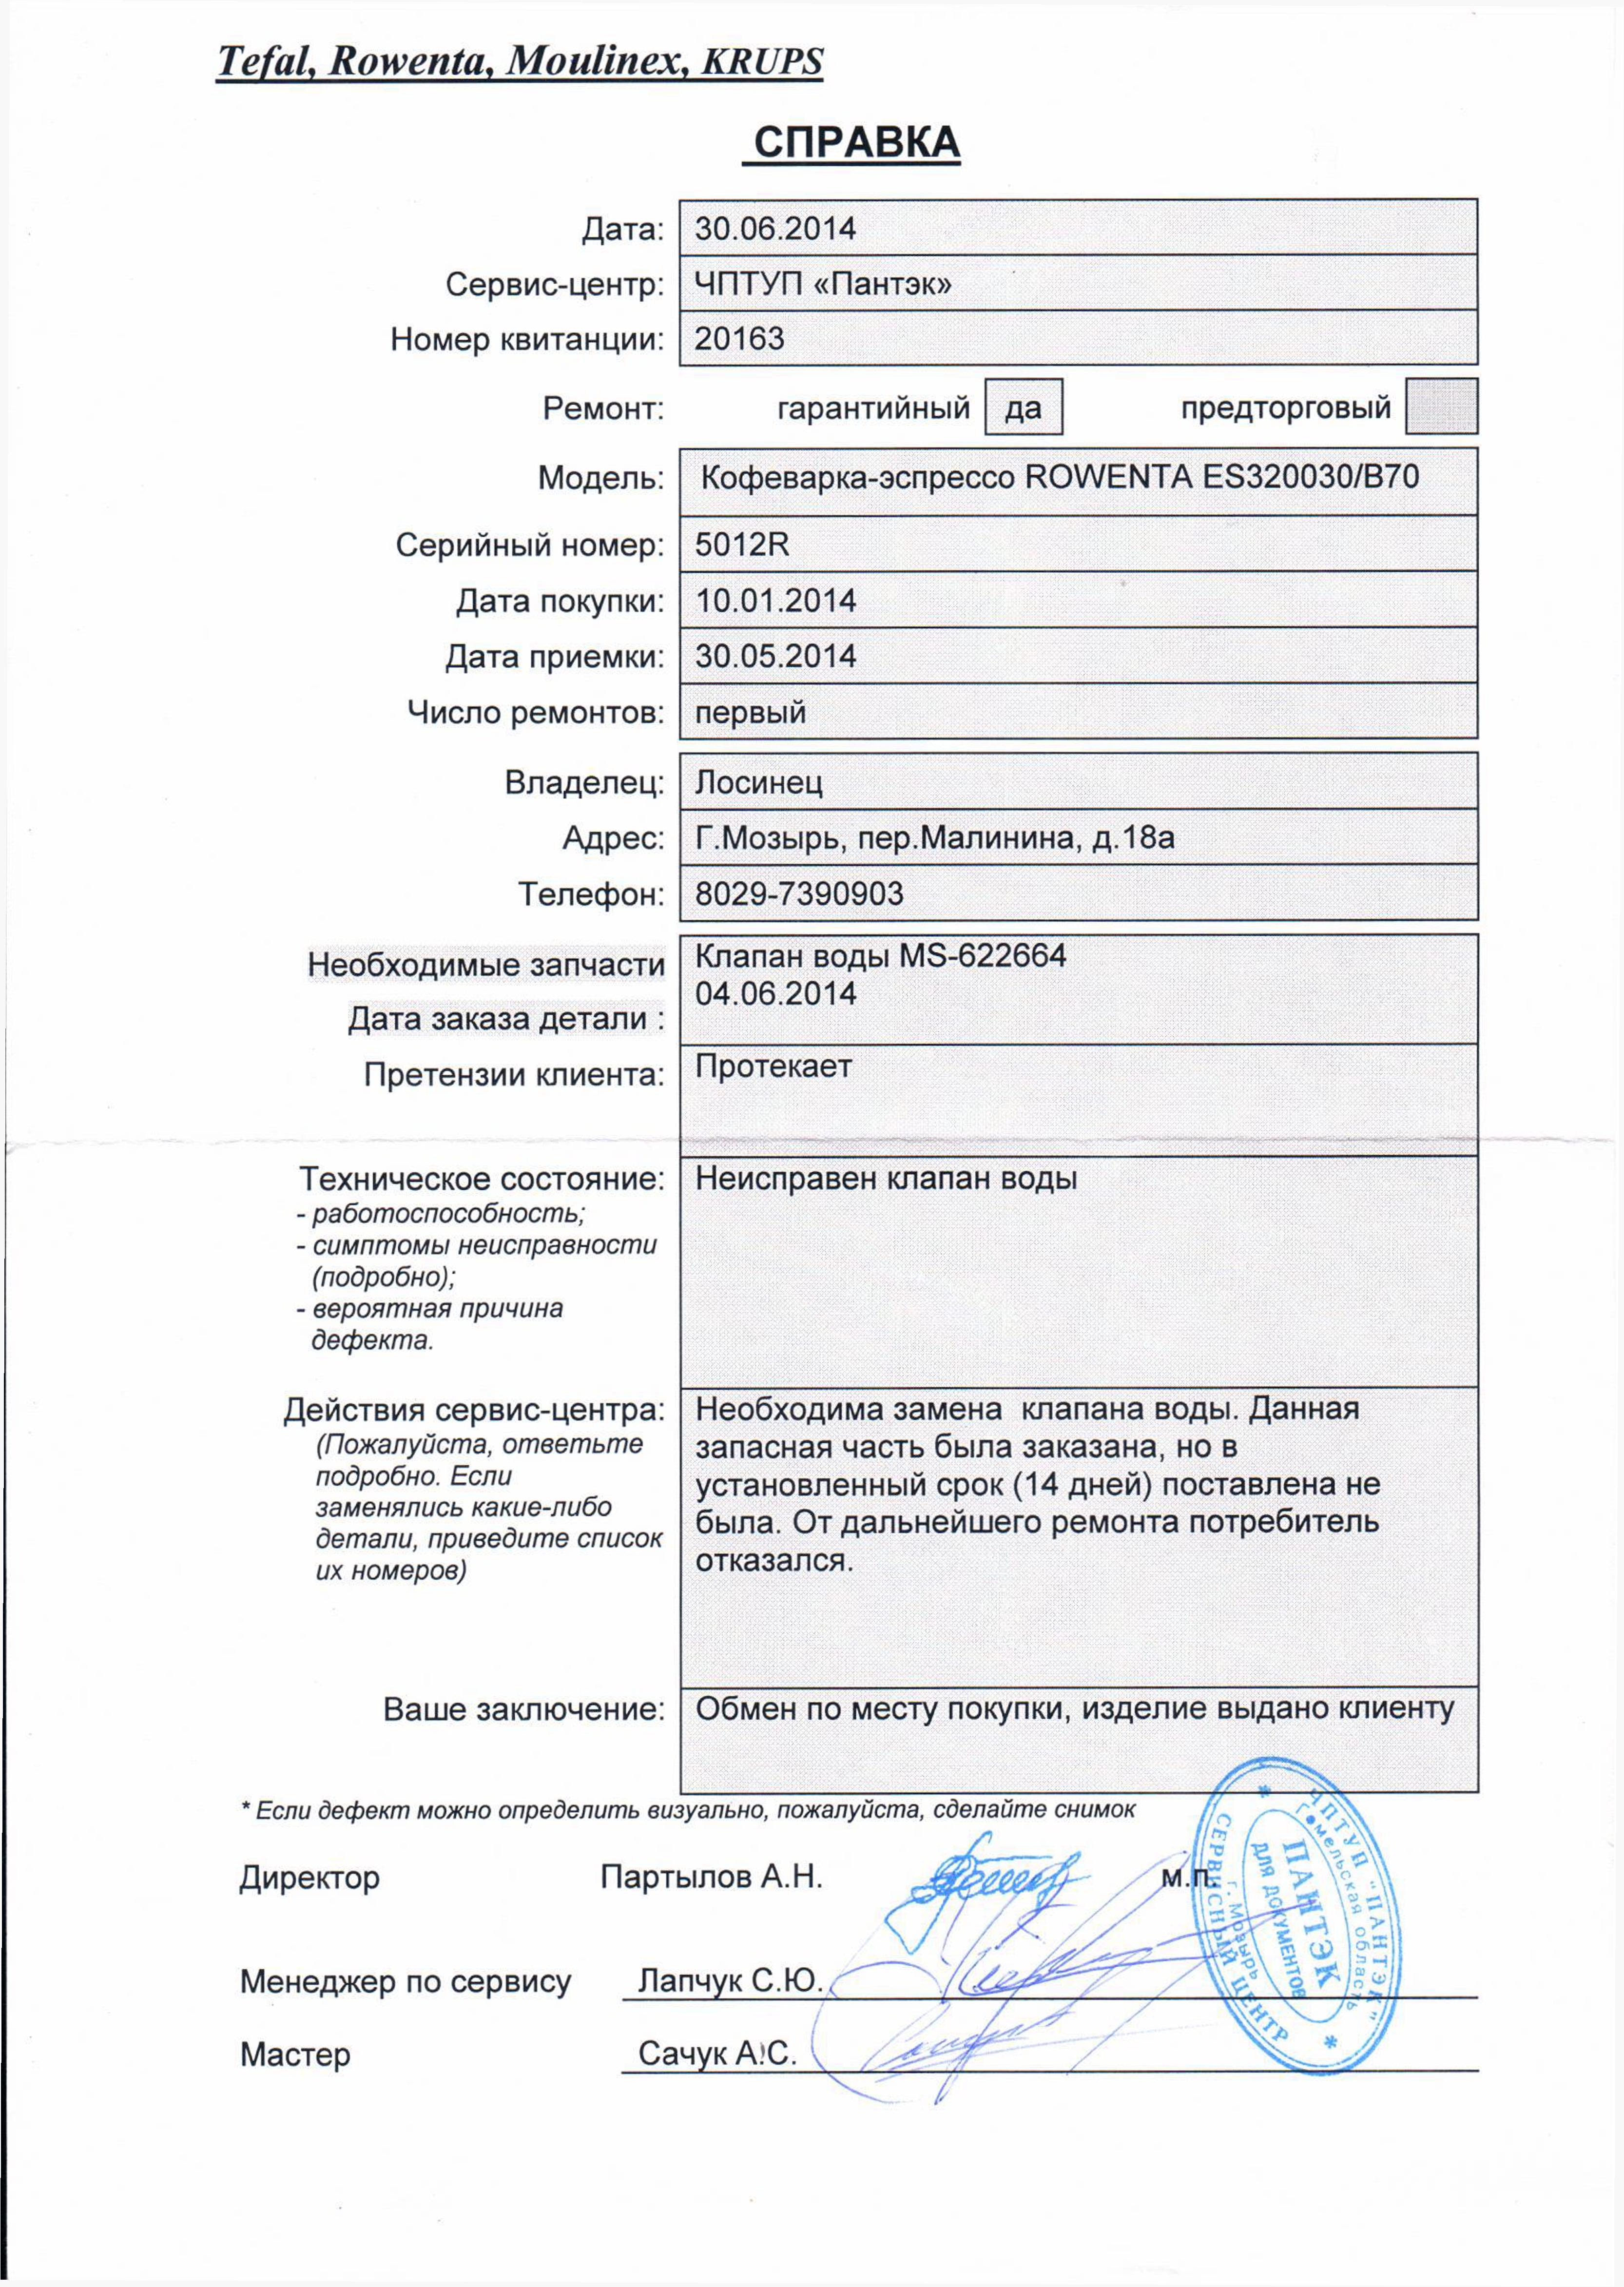 Tefal, Rowenta, Moulinex, KRUPS
СПРАВКА
Дата: 30.06.2014
Сервис-центр: ЧПТУП «Пантэк»
Номер квитанции: 20163
Ремонт: гарантийный да предторговый
Модель: Кофеварка-эспрессо ROWENTA ES320030/B70
Серийный номер: 5012R
Дата покупки: 10.01.2014
Дата приемки: 30.05.2014
Число ремонтов: первый
Владелец: Лосинец
Адрес: Г.Мозырь, пер.Малинина, д.18а
Телефон: 8029-7390903
Необходимые запчасти Клапан воды MS-622664
Дата заказа детали : 04.06.2014
Претензии клиента: Протекает
Техническое состояние: Неисправен клапан воды
- работоспособность;
- симптомы неисправности
(подробно);
- вероятная причина
дефекта.
Действия сервис-центра:
(Пожалуйста, ответьте
подробно. Если
заменялись какие-либо
детали, приведите список
их номеров)
Необходима замена клапана воды. Данная
запасная часть была заказана, но в
установленный срок (14 дней) поставлена не
была. От дальнейшего ремонта потребитель
отказался.
Ваше заключение: Обмен по месту покупки, изделие выдано клиенту
* Если дефект можно определить визуально, пожалуйста, сделайте снимок
Директор Партылов А.Н. м.п.
Менеджер по сервису Лапчук С.Ю.
Мастер Сачук А.С.
ЧПТУП "ПАНТЭК"
Гомельская область
ПАНТЭК
ДЛЯ ДОКУМЕНТОВ
г. Мозырь
СЕРВИСНЫЙ ЦЕНТР